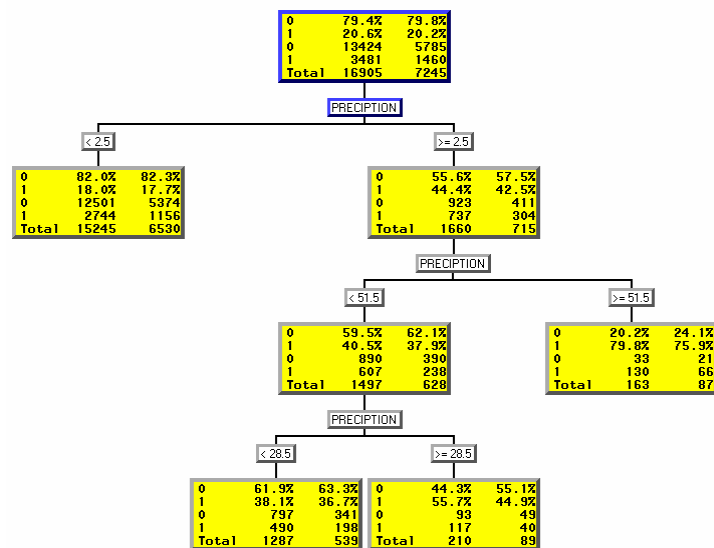 0 79.4% 79.8%
1 20.6% 20.2%
0 13424 5785
1 3481 1460
Total 16905 7245
PRECIPTION
< 2.5 >= 2.5
0 82.0% 82.3%
1 18.0% 17.7%
0 12501 5374
1 2744 1156
Total 15245 6530
0 55.6% 57.5%
1 44.4% 42.5%
0 923 411
1 737 304
Total 1660 715
PRECIPTION
< 51.5 >= 51.5
0 59.5% 62.1%
1 40.5% 37.9%
0 890 390
1 607 238
Total 1497 628
0 20.2% 24.1%
1 79.8% 75.9%
0 33 21
1 130 66
Total 163 87
PRECIPTION
< 28.5 >= 28.5
0 61.9% 63.3%
1 38.1% 36.7%
0 797 341
1 490 198
Total 1287 539
0 44.3% 55.1%
1 55.7% 44.9%
0 93 49
1 117 40
Total 210 89